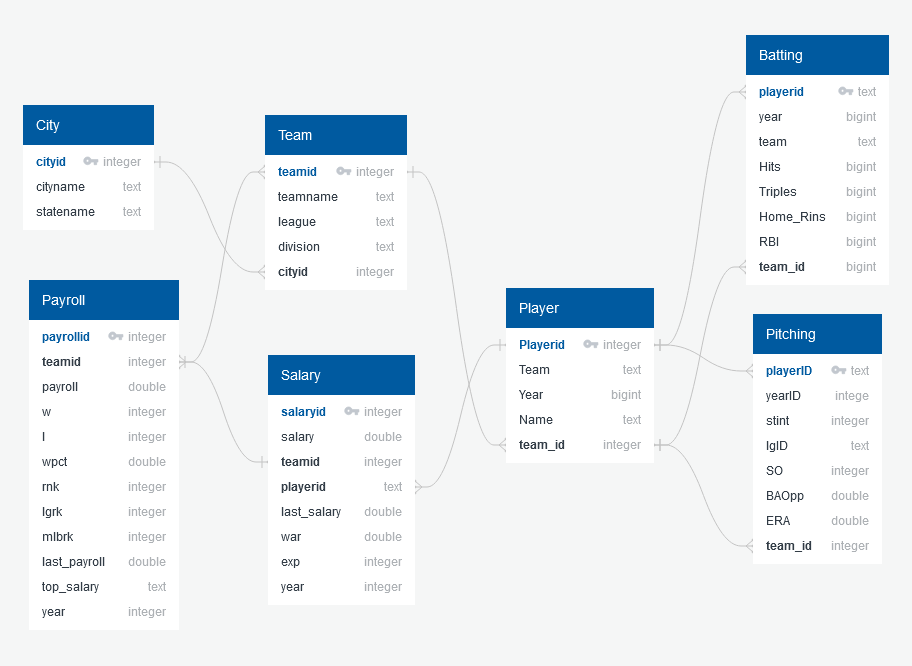 City
cityid integer
cityname text
statename text
Payroll
payrollid integer
teamid integer
payroll double
w integer
l integer
wpct double
rnk integer
lgrk integer
mlbrk integer
last_payroll double
top_salary text
year integer
Team
teamid integer
teamname text
league text
division text
cityid integer
Salary
salaryid integer
salary double
teamid integer
playerid text
last_salary double
war double
exp integer
year integer
Player
Playerid integer
Team text
Year bigint
Name text
team_id integer
Batting
playerid text
year bigint
team text
Hits bigint
Triples bigint
Home_Rins bigint
RBI bigint
team_id bigint
Pitching
playerID text
yearID intege
stint integer
lgID text
SO integer
BAOpp double
ERA double
team_id integer